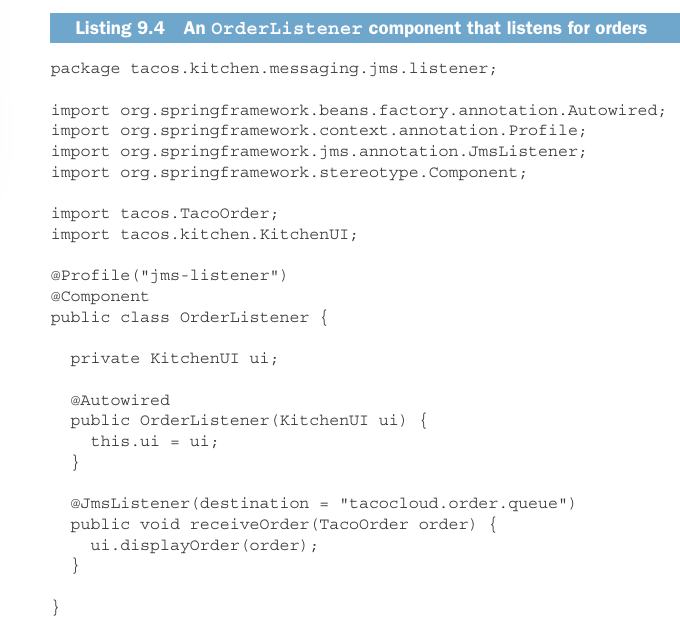 Listing 9.4 An OrderListener component that listens for orders
package tacos.kitchen.messaging.jms.listener;
import org.springframework.beans.factory.annotation.Autowired;
import org.springframework.context.annotation.Profile;
import org.springframework.jms.annotation.JmsListener;
import org.springframework.stereotype.Component;
import tacos.TacoOrder;
import tacos.kitchen.KitchenUI;
@Profile("jms-listener")
@Component
public class OrderListener {
private KitchenUI ui;
@Autowired
public OrderListener(KitchenUI ui) {
this.ui = ui;
}
@JmsListener(destination = "tacocloud.order.queue")
public void receiveOrder(TacoOrder order) {
ui.displayOrder(order);
}
}